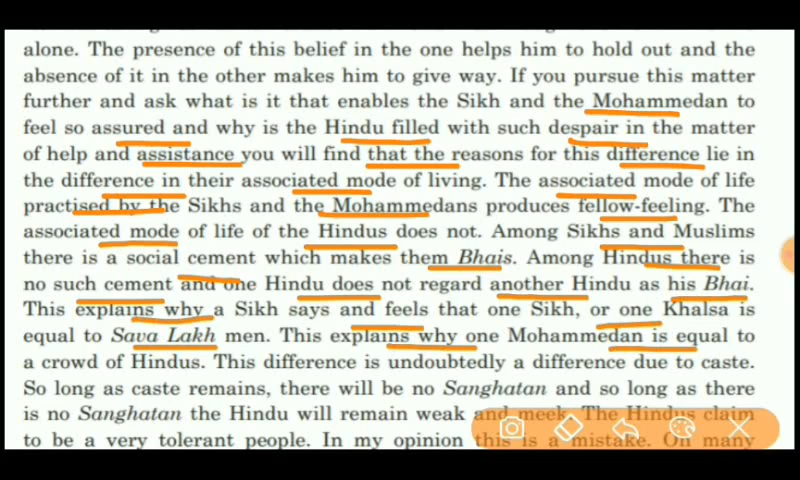 alone. The presence of this belief in the one helps him to hold out and the
absence of it in the other makes him to give way. If you pursue this matter
further and ask what is it that enables the Sikh and the Mohammedan to
feel so assured and why is the Hindu filled with such despair in the matter
of help and assistance you will find that the reasons for this difference lie in
the difference in their associated mode of living. The associated mode of life
practised by the Sikhs and the Mohammedans produces fellow-feeling. The
associated mode of life of the Hindus does not. Among Sikhs and Muslims
there is a social cement which makes them Bhais. Among Hindus there is
no such cement and one Hindu does not regard another Hindu as his Bhai.
This explains why a Sikh says and feels that one Sikh, or one Khalsa is
equal to Sava Lakh men. This explains why one Mohammedan is equal to
a crowd of Hindus. This difference is undoubtedly a difference due to caste.
So long as caste remains, there will be no Sanghatan and so long as there
is no Sanghatan the Hindu will remain weak and meek. The Hindus claim
to be a very tolerant people. In my opinion this is a mistake. On many